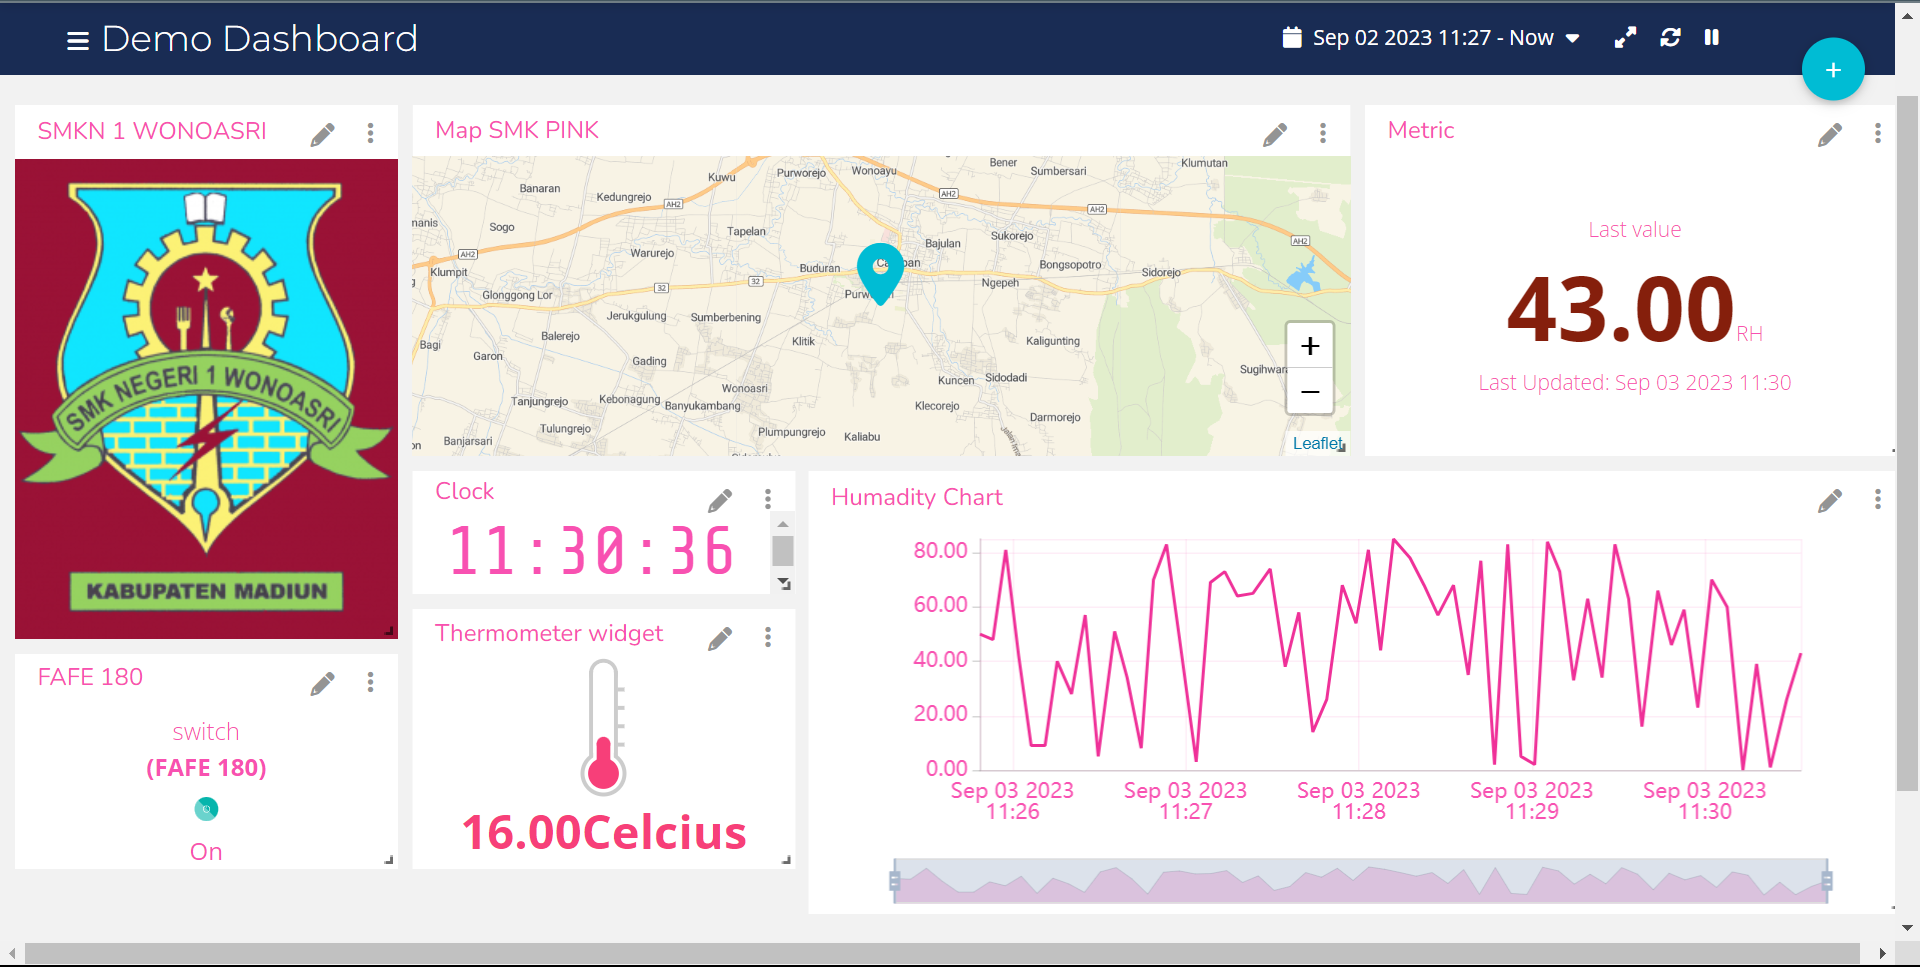 Demo Dashboard
Sep 02 2023 11:27 - Now
+
SMKN 1 WONOASRI
SMK NEGERI 1 WONOASRI
KABUPATEN MADIUN
Map SMK PINK
Bener
Klumutan
Kuwu
Purworejo
Wonoayu
Sumbersari
Banaran
Kedungrejo
AH2
AH2
AH2
manis
Sogo
Tapelan
Bajulan
Sukorejo
AH2
AH2
Warurejo
Klumpit
Buduran
Bongsopotro
Sidorejo
32
32
Ngepeh
Glonggong Lor
Jerukgulung
Sumberbening
Balerejo
Klitik
Kaligunting
Bagi
Garon
Gading
Sugihwar
Wonoasri
Kuncen
Sidodadi
Tanjungrejo
Kebonagung
Banyukambang
Klecorejo
Darmorejo
Tulungrejo
Plumpungrejo
Kaliabu
Banjarsari
on
+
−
Leaflet
Metric
Last value
43.00 RH
Last Updated: Sep 03 2023 11:30
Clock
11:30:36
Humadity Chart
80.00
60.00
40.00
20.00
0.00
Sep 03 2023 Sep 03 2023 Sep 03 2023 Sep 03 2023 Sep 03 2023
11:26 11:27 11:28 11:29 11:30
Thermometer widget
16.00Celcius
FAFE 180
switch
(FAFE 180)
On